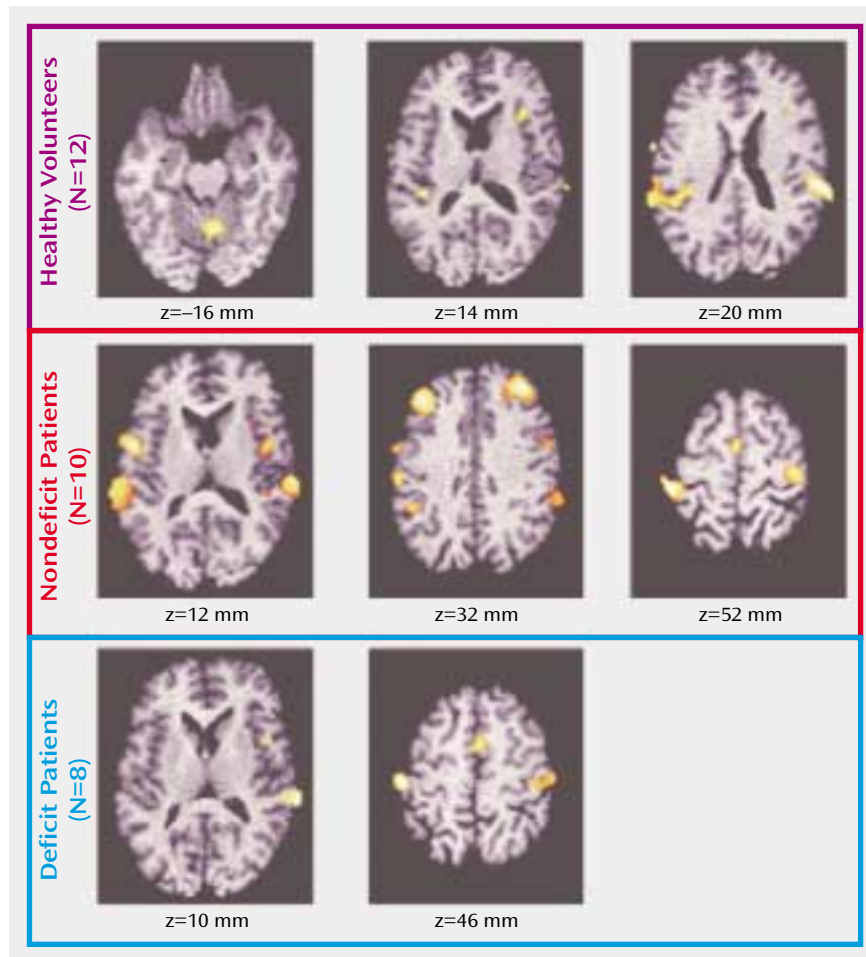 Healthy Volunteers
(N=12)
z=–16 mm
z=14 mm
z=20 mm
Nondeficit Patients
(N=10)
z=12 mm
z=32 mm
z=52 mm
Deficit Patients
(N=8)
z=10 mm
z=46 mm